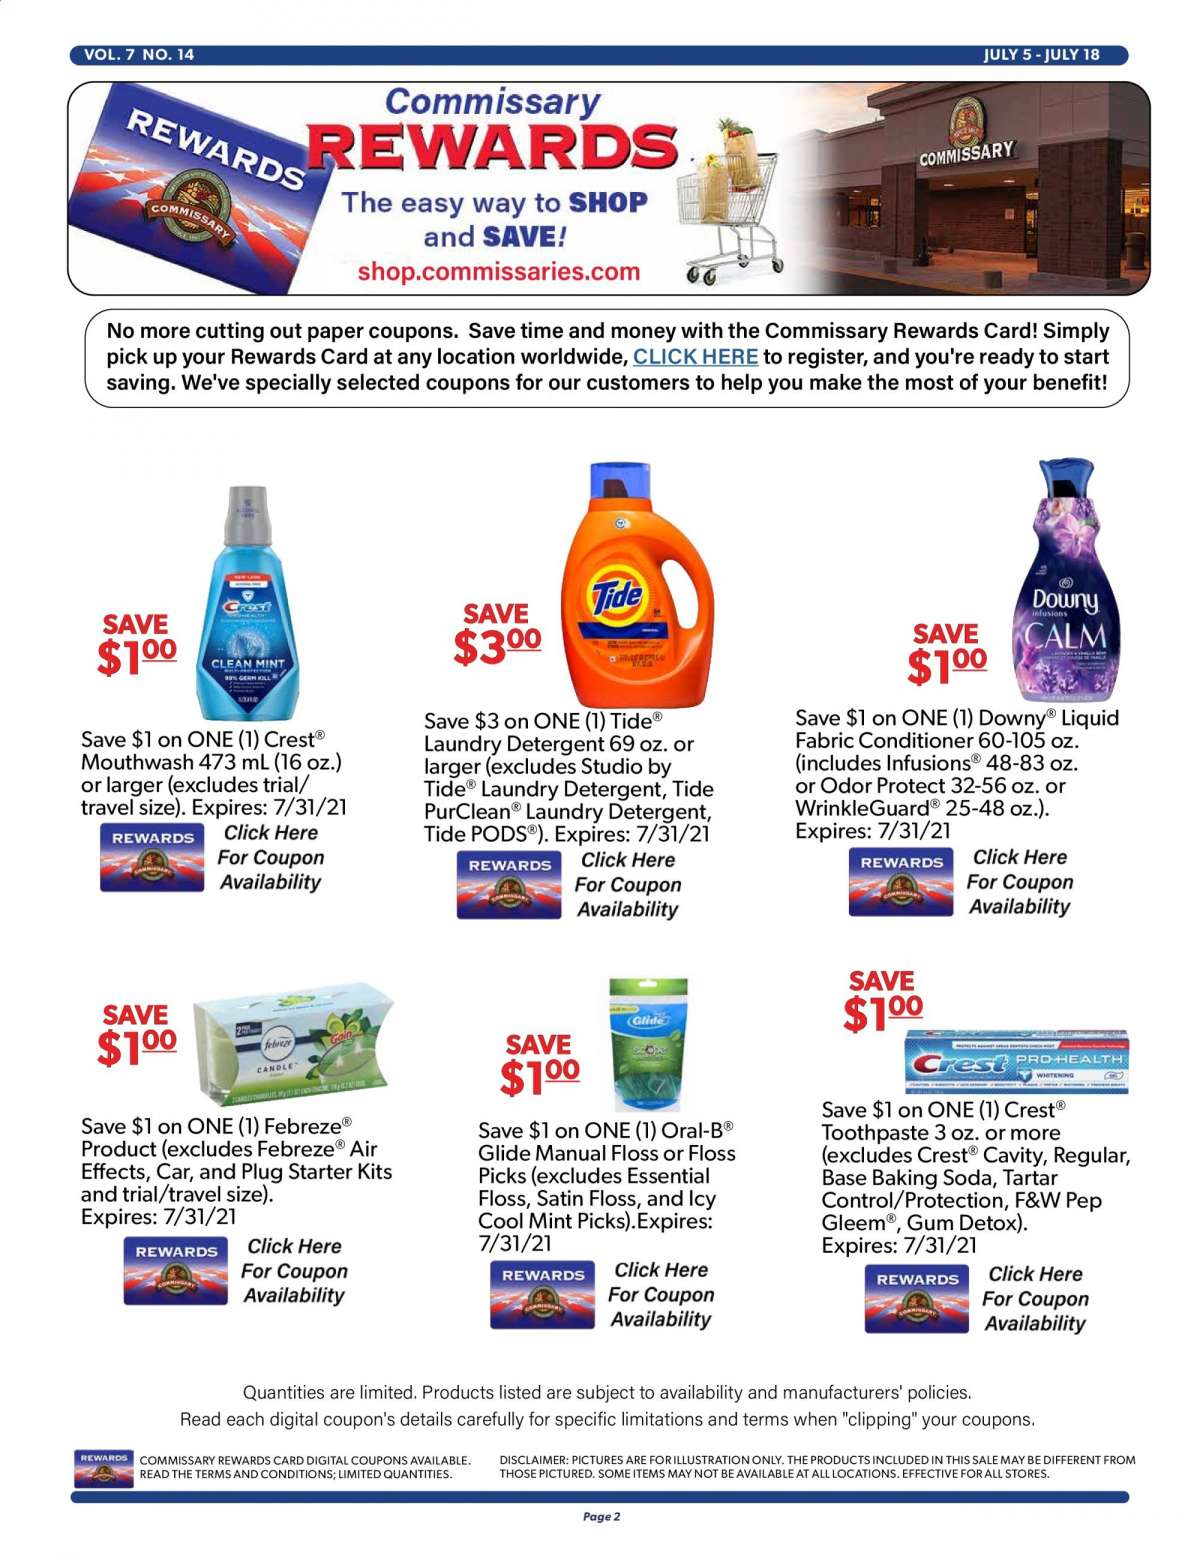 VOL. 7 NO. 14
JULY 5 - JULY 18
REWARDS
COMMISSARY
Commissary
REWARDS
The easy way to SHOP
and SAVE!
shop.commissaries.com
COMMISSARY
No more cutting out paper coupons. Save time and money with the Commissary Rewards Card! Simply
pick up your Rewards Card at any location worldwide, CLICK HERE to register, and you're ready to start
saving. We've specially selected coupons for our customers to help you make the most of your benefit!
SAVE
$1.00
Crest
CLEAN MINT
99% GERM KILL
Save $1 on ONE (1) Crest®
Mouthwash 473 mL (16 oz.)
or larger (excludes trial/
travel size). Expires: 7/31/21
REWARDS
COMMISSARY
Click Here
For Coupon
Availability
SAVE
$3.00
Tide
Save $3 on ONE (1) Tide®
Laundry Detergent 69 oz. or
larger (excludes Studio by
Tide® Laundry Detergent, Tide
PurClean® Laundry Detergent,
Tide PODS®). Expires: 7/31/21
REWARDS
COMMISSARY
Click Here
For Coupon
Availability
SAVE
$1.00
Downy
infusions
CALM
Save $1 on ONE (1) Downy® Liquid
Fabric Conditioner 60-105 oz.
(includes Infusions® 48-83 oz.
or Odor Protect 32-56 oz. or
WrinkleGuard® 25-48 oz.).
Expires: 7/31/21
REWARDS
COMMISSARY
Click Here
For Coupon
Availability
SAVE
$1.00
febreze
CANDLE
Gain
Save $1 on ONE (1) Febreze®
Product (excludes Febreze® Air
Effects, Car, and Plug Starter Kits
and trial/travel size).
Expires: 7/31/21
REWARDS
COMMISSARY
Click Here
For Coupon
Availability
SAVE
$1.00
Glide
scope
Save $1 on ONE (1) Oral-B®
Glide Manual Floss or Floss
Picks (excludes Essential
Floss, Satin Floss, and Icy
Cool Mint Picks).Expires:
7/31/21
REWARDS
COMMISSARY
Click Here
For Coupon
Availability
SAVE
$1.00
Crest PRO-HEALTH
WHITENING
Save $1 on ONE (1) Crest®
Toothpaste 3 oz. or more
(excludes Crest® Cavity, Regular,
Base Baking Soda, Tartar
Control/Protection, F&W Pep
Gleem®, Gum Detox).
Expires: 7/31/21
REWARDS
COMMISSARY
Click Here
For Coupon
Availability
Quantities are limited. Products listed are subject to availability and manufacturers' policies.
Read each digital coupon's details carefully for specific limitations and terms when "clipping" your coupons.
REWARDS
COMMISSARY REWARDS CARD DIGITAL COUPONS AVAILABLE.
READ THE TERMS AND CONDITIONS; LIMITED QUANTITIES.
DISCLAIMER: PICTURES ARE FOR ILLUSTRATION ONLY. THE PRODUCTS INCLUDED IN THIS SALE MAY BE DIFFERENT FROM
THOSE PICTURED. SOME ITEMS MAY NOT BE AVAILABLE AT ALL LOCATIONS. EFFECTIVE FOR ALL STORES.
Page 2